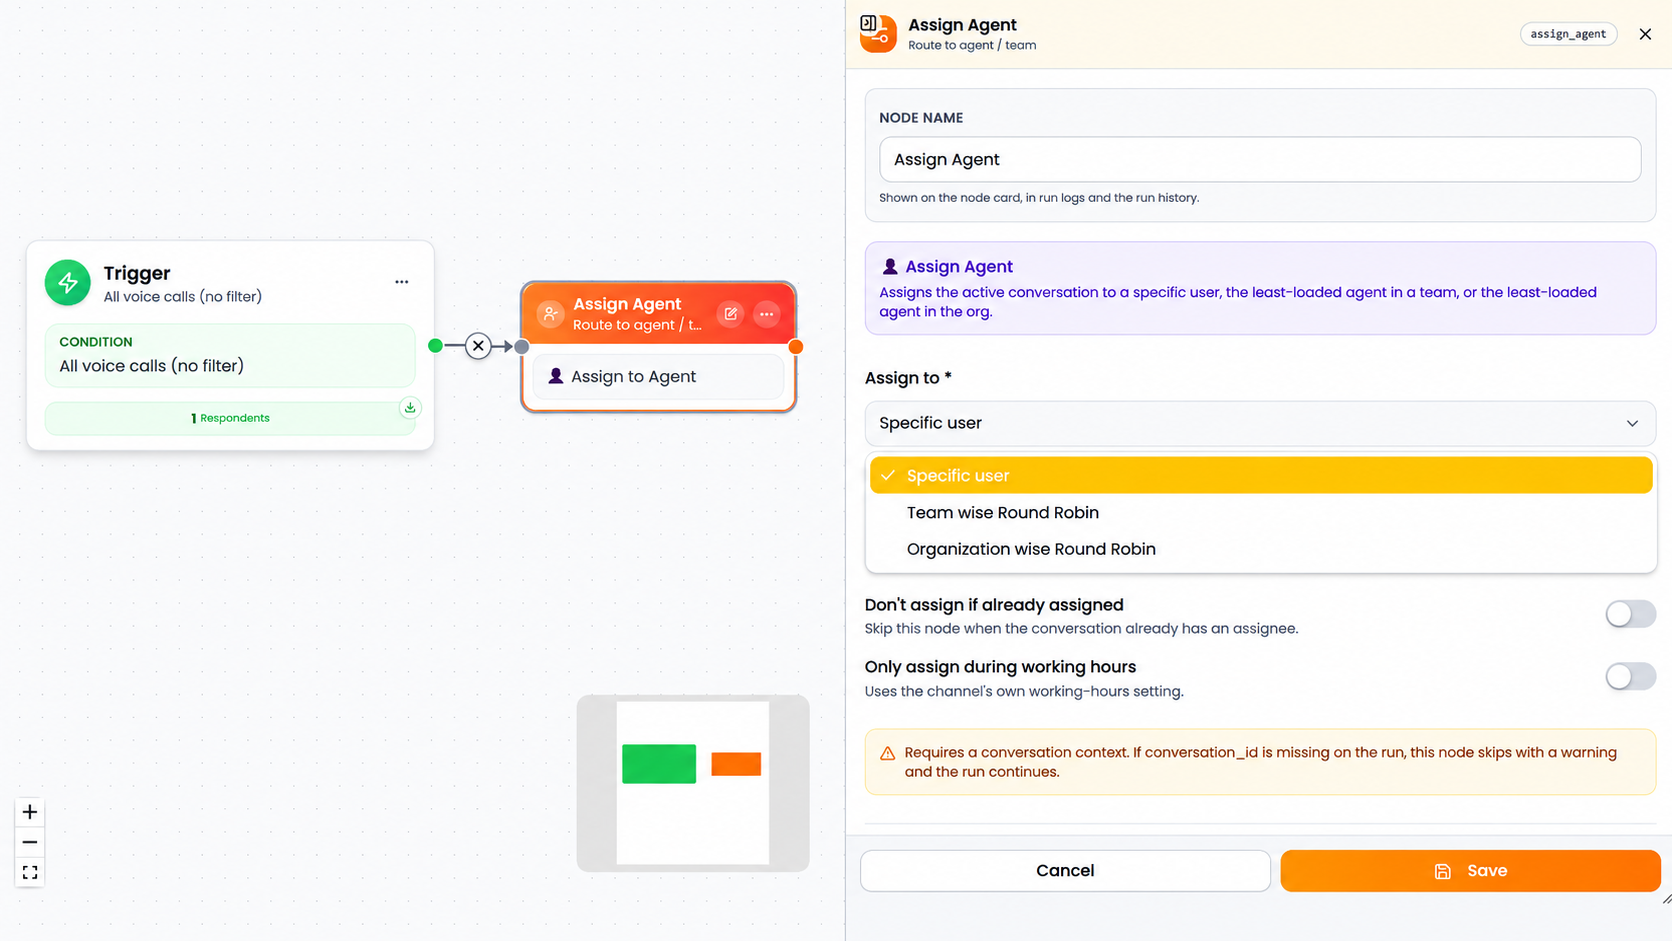 Trigger
All voice calls (no filter)
CONDITION
All voice calls (no filter)
1 Respondents
Assign Agent
Route to agent / t...
Assign to Agent
Assign Agent
Route to agent / team
assign_agent
NODE NAME
Assign Agent
Shown on the node card, in run logs and the run history.
Assign Agent
Assigns the active conversation to a specific user, the least-loaded agent in a team, or the least-loaded
agent in the org.
Assign to *
Specific user
Specific user
Team wise Round Robin
Organization wise Round Robin
Don't assign if already assigned
Skip this node when the conversation already has an assignee.
Only assign during working hours
Uses the channel's own working-hours setting.
Requires a conversation context. If conversation_id is missing on the run, this node skips with a warning
and the run continues.
Cancel
Save